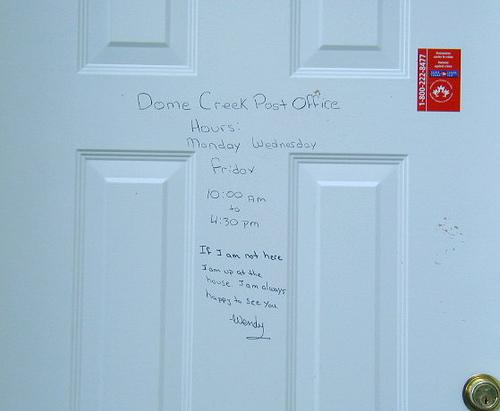 Dome Creek Post Office
Hours:
Monday Wednesday
Friday
10:00 Am
to
4:30 pm
If I am not here
I am up at the
house. I am always
happy to see you
-Wendy
1-800-222-8477